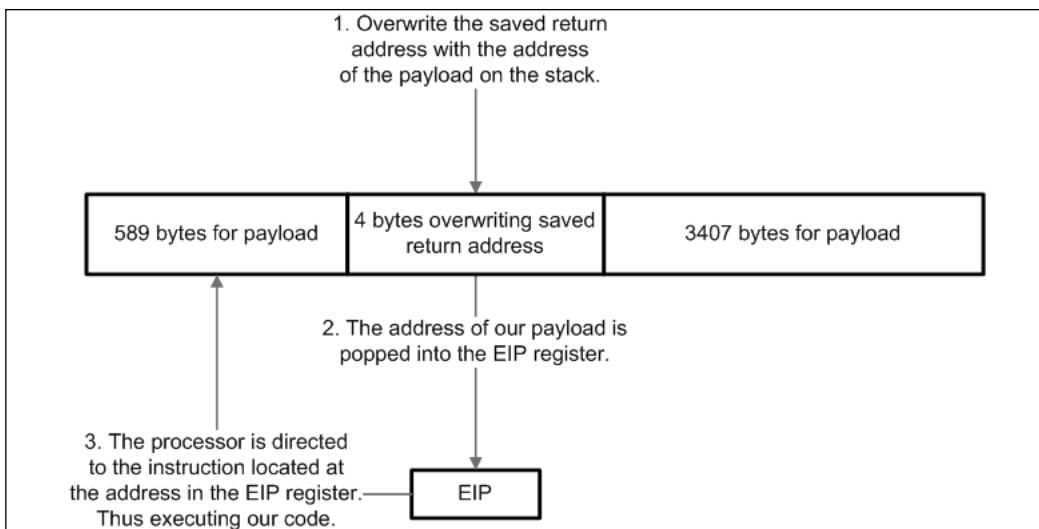 1. Overwrite the saved return
address with the address
of the payload on the stack.
589 bytes for payload
4 bytes overwriting saved
return address
3407 bytes for payload
2. The address of our payload is
popped into the EIP register.
3. The processor is directed
to the instruction located at
the address in the EIP register.
Thus executing our code.
EIP